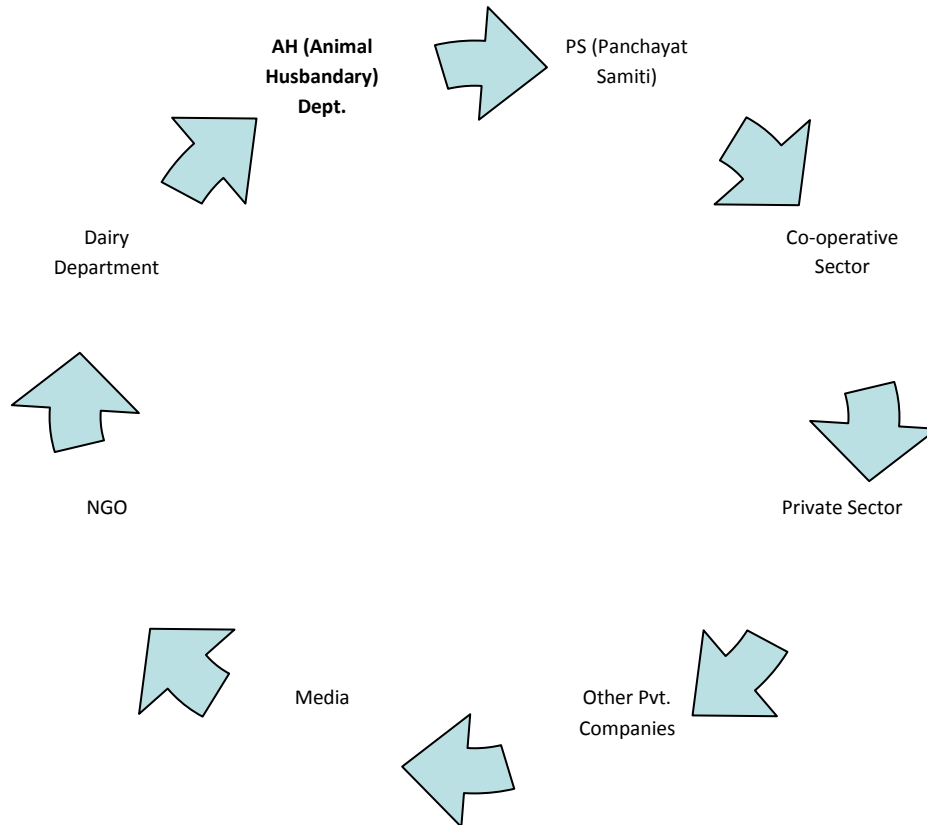 AH (Animal
Husbandary)
Dept.
PS (Panchayat
Samiti)
Co-operative
Sector
Private Sector
Other Pvt.
Companies
Media
NGO
Dairy
Department